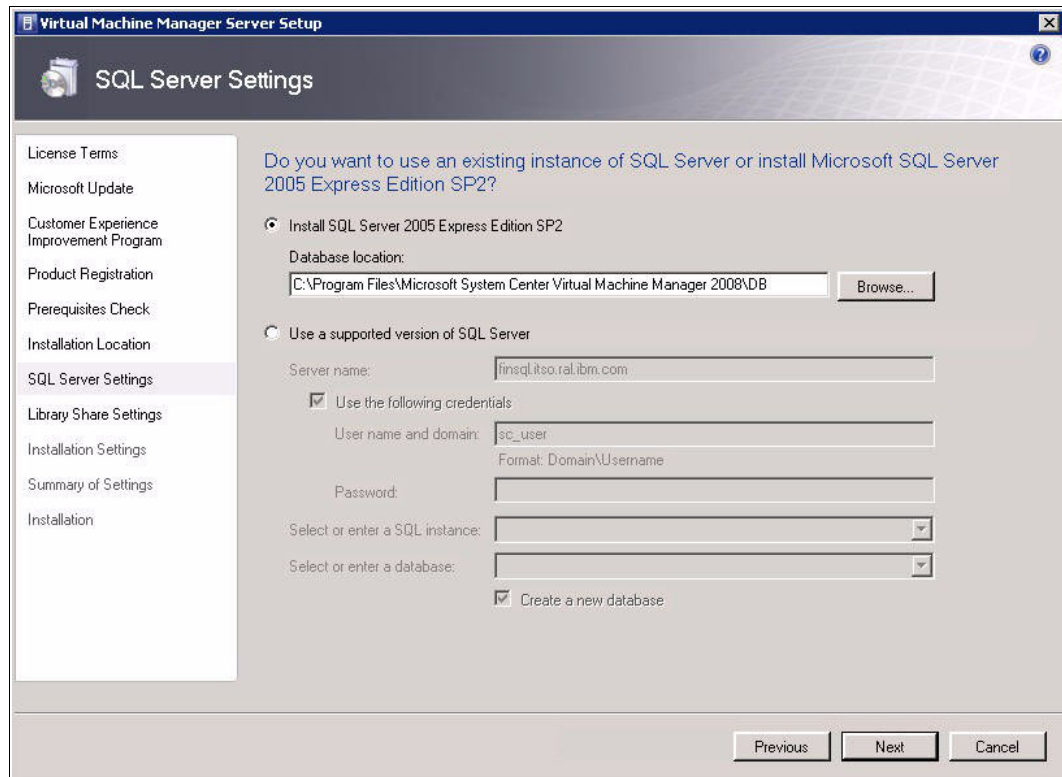 Virtual Machine Manager Server Setup
SQL Server Settings
License Terms
Microsoft Update
Customer Experience
Improvement Program
Product Registration
Prerequisites Check
Installation Location
SQL Server Settings
Library Share Settings
Installation Settings
Summary of Settings
Installation
Do you want to use an existing instance of SQL Server or install Microsoft SQL Server
2005 Express Edition SP2?
Install SQL Server 2005 Express Edition SP2
Database location:
C:\Program Files\Microsoft System Center Virtual Machine Manager 2008\DB
Browse...
Use a supported version of SQL Server
Server name:
finsql.itso.ral.ibm.com
Use the following credentials
User name and domain:
sc_user
Format: Domain\Username
Password:
Select or enter a SQL instance:
Select or enter a database:
Create a new database
Previous
Next
Cancel